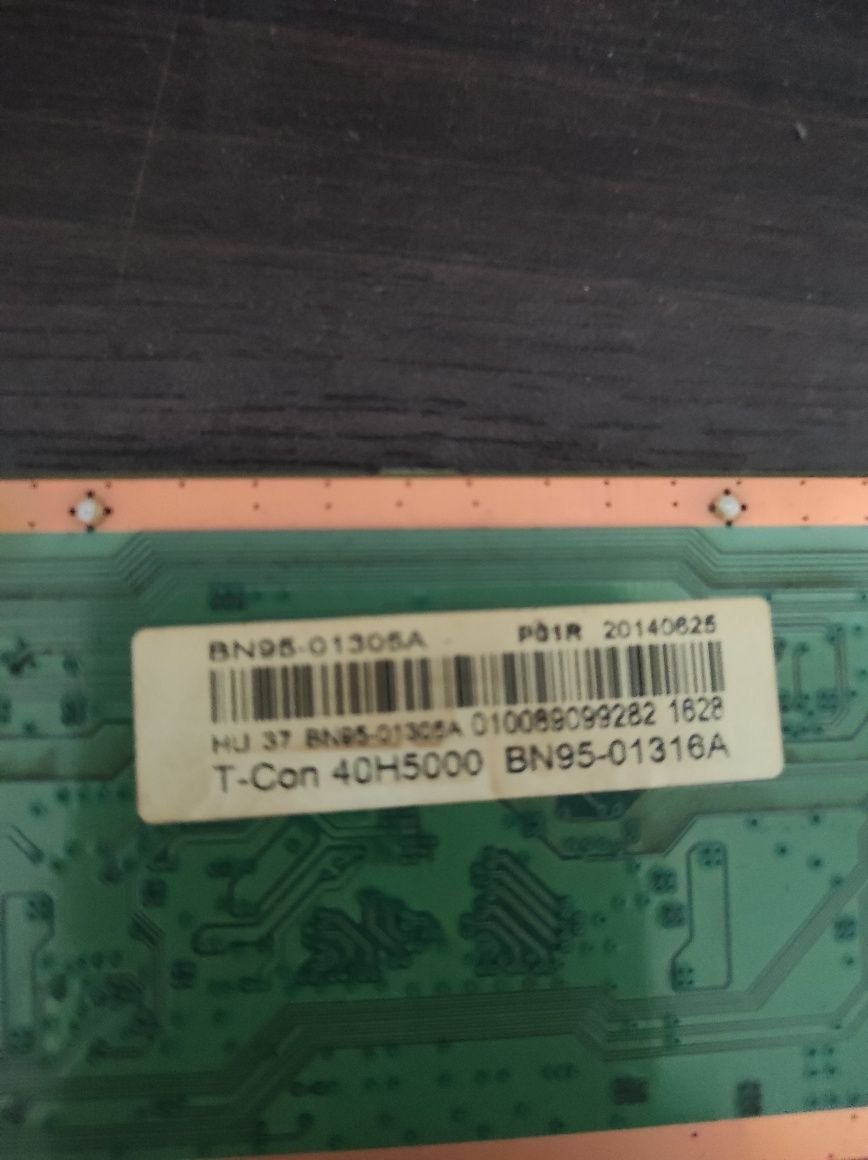 BN95-01305A P01R 20140625
HU 37 BN95-01305A 010089099282 1628
T-Con 40H5000 BN95-01316A